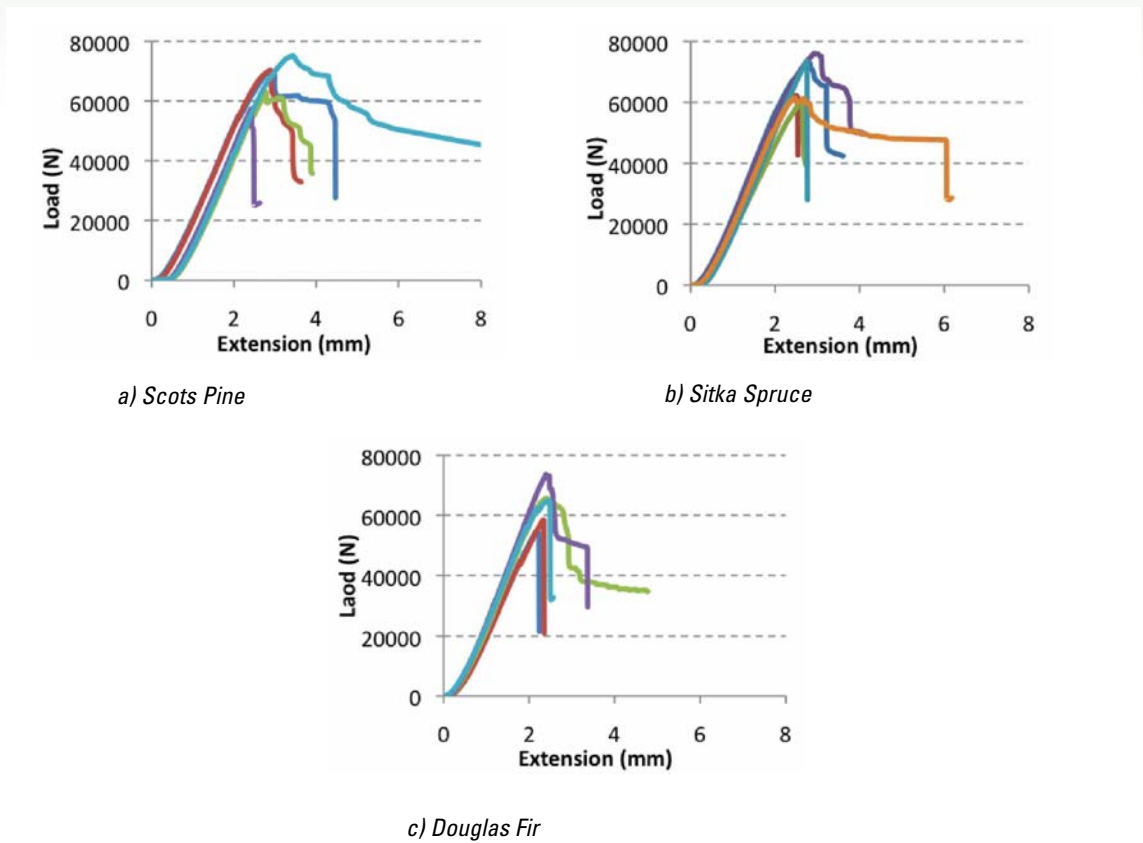 80000
60000
40000
20000
0
Load (N)
0 2 4 6 8
Extension (mm)
a) Scots Pine
80000
60000
40000
20000
0
Load (N)
0 2 4 6 8
Extension (mm)
b) Sitka Spruce
80000
60000
40000
20000
0
Laod (N)
0 2 4 6 8
Extension (mm)
c) Douglas Fir